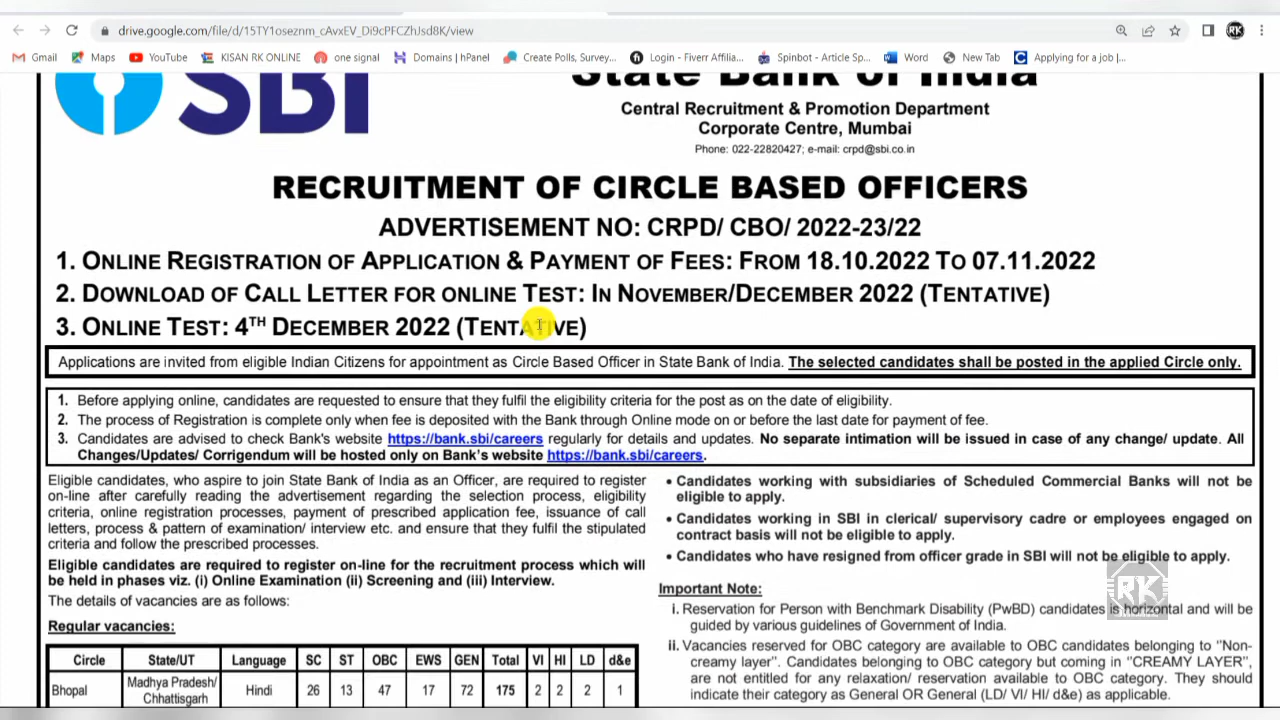 drive.google.com/file/d/15TY1oseznm_cAvxEV_Di9cPFCZhJsd8K/view
Gmail Maps YouTube KISAN RK ONLINE one signal Domains | hPanel Create Polls, Survey... Login - Fiverr Affilia... Spinbot - Article Sp... Word New Tab Applying for a job |...
SBI State Bank of India
Central Recruitment & Promotion Department
Corporate Centre, Mumbai
Phone: 022-22820427; e-mail: crpd@sbi.co.in
RECRUITMENT OF CIRCLE BASED OFFICERS
ADVERTISEMENT NO: CRPD/ CBO/ 2022-23/22
1. ONLINE REGISTRATION OF APPLICATION & PAYMENT OF FEES: FROM 18.10.2022 TO 07.11.2022
2. DOWNLOAD OF CALL LETTER FOR ONLINE TEST: IN NOVEMBER/DECEMBER 2022 (TENTATIVE)
3. ONLINE TEST: 4TH DECEMBER 2022 (TENTATIVE)
Applications are invited from eligible Indian Citizens for appointment as Circle Based Officer in State Bank of India. The selected candidates shall be posted in the applied Circle only.
1. Before applying online, candidates are requested to ensure that they fulfil the eligibility criteria for the post as on the date of eligibility.
2. The process of Registration is complete only when fee is deposited with the Bank through Online mode on or before the last date for payment of fee.
3. Candidates are advised to check Bank's website https://bank.sbi/careers regularly for details and updates. No separate intimation will be issued in case of any change/ update. All
Changes/Updates/ Corrigendum will be hosted only on Bank's website https://bank.sbi/careers.
Eligible candidates, who aspire to join State Bank of India as an Officer, are required to register
on-line after carefully reading the advertisement regarding the selection process, eligibility
criteria, online registration processes, payment of prescribed application fee, issuance of call
letters, process & pattern of examination/ interview etc. and ensure that they fulfil the stipulated
criteria and follow the prescribed processes.
Eligible candidates are required to register on-line for the recruitment process which will
be held in phases viz. (i) Online Examination (ii) Screening and (iii) Interview.
The details of vacancies are as follows:
Regular vacancies:
Circle State/UT Language SC ST OBC EWS GEN Total VI HI LD d&e
Bhopal Madhya Pradesh/ Chhattisgarh Hindi 26 13 47 17 72 175 2 2 2 1
• Candidates working with subsidiaries of Scheduled Commercial Banks will not be
eligible to apply.
• Candidates working in SBI in clerical/ supervisory cadre or employees engaged on
contract basis will not be eligible to apply.
• Candidates who have resigned from officer grade in SBI will not be eligible to apply.
Important Note:
i. Reservation for Person with Benchmark Disability (PwBD) candidates is horizontal and will be
guided by various guidelines of Government of India.
ii. Vacancies reserved for OBC category are available to OBC candidates belonging to "Non-
creamy layer". Candidates belonging to OBC category but coming in "CREAMY LAYER",
are not entitled for any relaxation/ reservation available to OBC category. They should
indicate their category as General OR General (LD/ VI/ HI/ d&e) as applicable.
RK